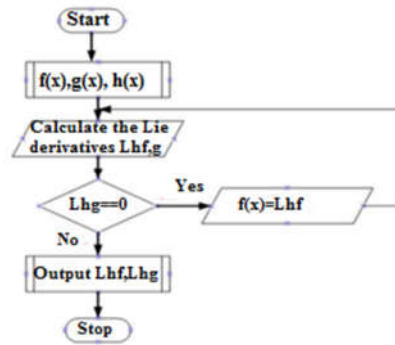 Start
f(x),g(x), h(x)
Calculate the Lie
derivatives Lhf,g
Lhg==0
Yes
f(x)=Lhf
No
Output Lhf,Lhg
Stop